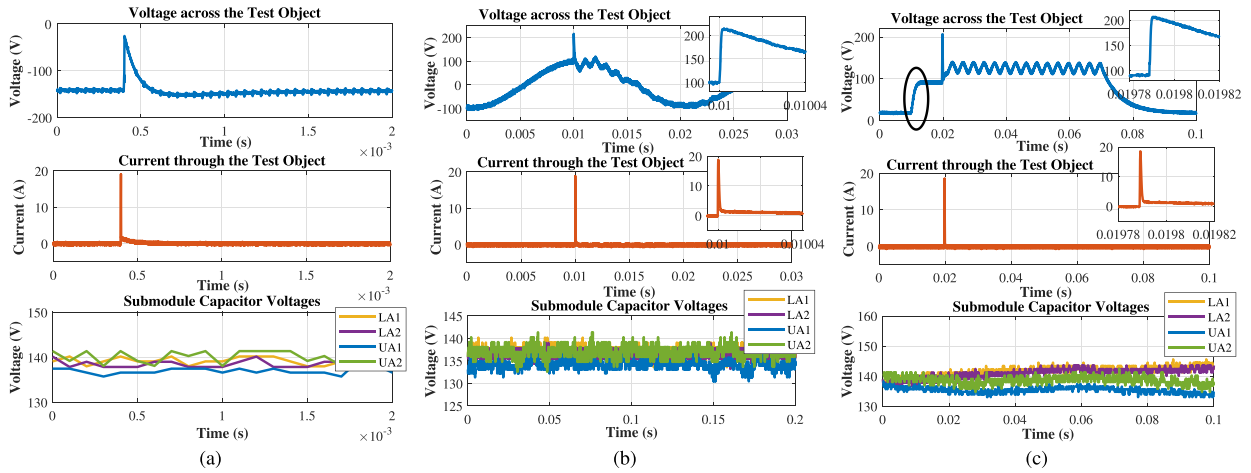 Voltage across the Test Object
Voltage (V)
0
-100
-200
0
0.5
1
1.5
2
Time (s)
×10⁻³
Current through the Test Object
Current (A)
20
10
0
0
0.5
1
1.5
2
Time (s)
×10⁻³
Submodule Capacitor Voltages
Voltage (V)
150
140
130
0
0.5
1
1.5
2
Time (s)
×10⁻³
LA1
LA2
UA1
UA2
(a)
Voltage across the Test Object
Voltage (V)
200
100
0
-100
0
0.005
0.01
0.015
0.02
0.025
0.03
Time (s)
200
100
0.01
0.01004
Current through the Test Object
Current (A)
20
10
0
0
0.005
0.01
0.015
0.02
0.025
0.03
Time (s)
20
10
0
0.01
0.01004
Submodule Capacitor Voltages
Voltage (V)
145
140
135
130
125
0
0.05
0.1
0.15
0.2
Time (s)
LA1
LA2
UA1
UA2
(b)
Voltage across the Test Object
Voltage (V)
200
100
0
0
0.02
0.04
0.06
0.08
0.1
Time (s)
200
150
100
0.01978
0.0198
0.01982
Current through the Test Object
Current (A)
20
10
0
0
0.02
0.04
0.06
0.08
0.1
Time (s)
20
10
0
0.01978
0.0198
0.01982
Submodule Capacitor Voltages
Voltage (V)
160
150
140
130
0
0.02
0.04
0.06
0.08
0.1
Time (s)
LA1
LA2
UA1
UA2
(c)